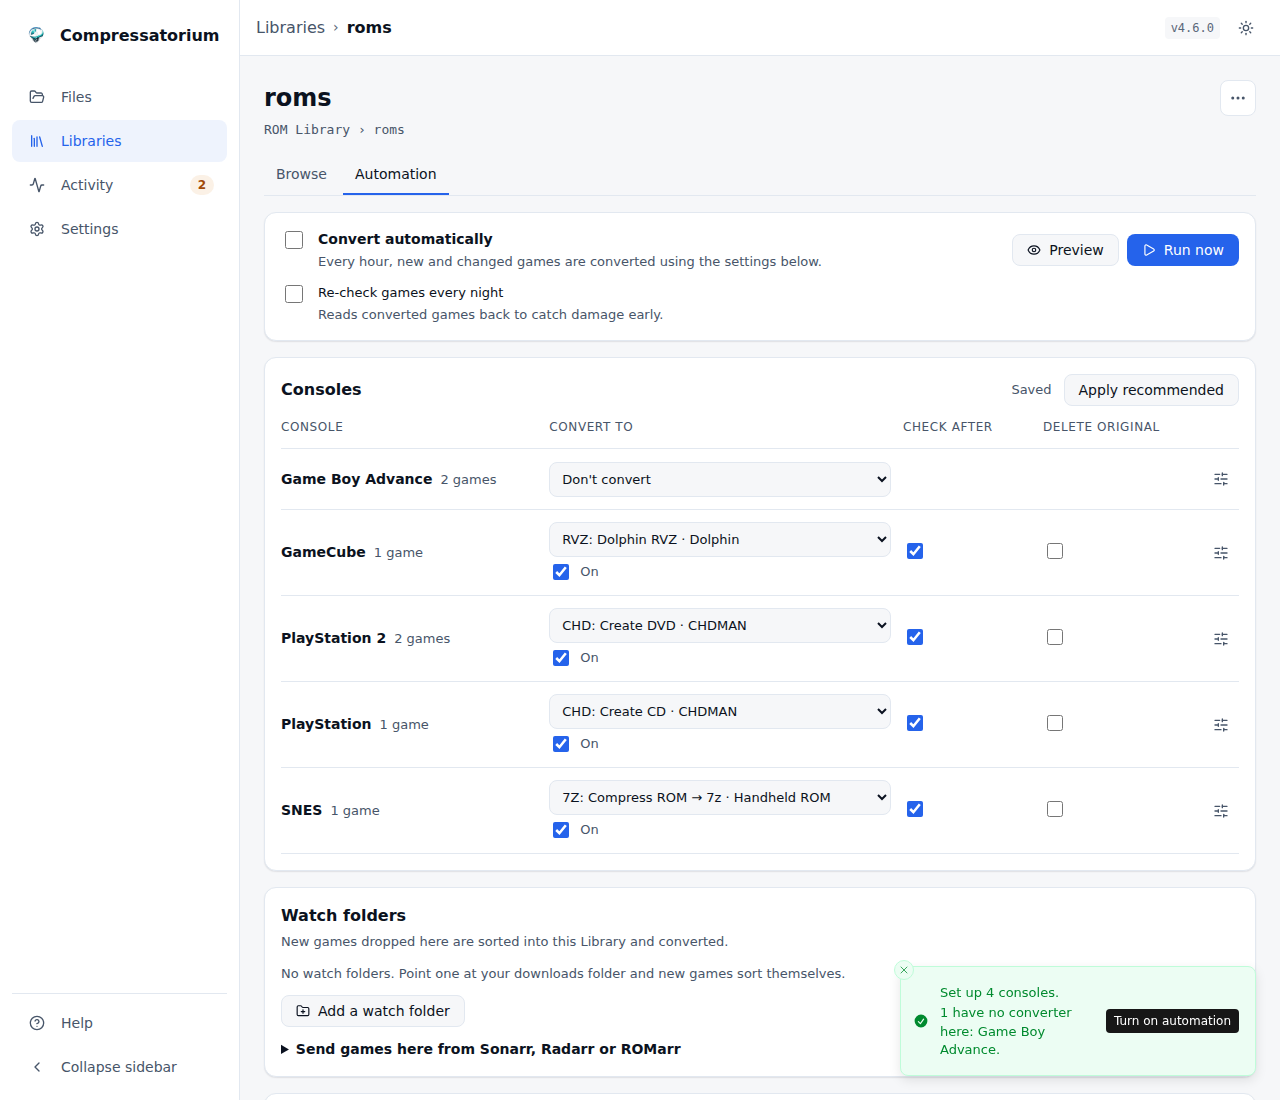 Compressatorium
Libraries › roms
v4.6.0
Files
Libraries
Activity 2
Settings
Help
Collapse sidebar
roms
ROM Library › roms
Browse Automation
Convert automatically
Every hour, new and changed games are converted using the settings below.
Preview Run now
Re-check games every night
Reads converted games back to catch damage early.
Consoles
Saved Apply recommended
CONSOLE CONVERT TO CHECK AFTER DELETE ORIGINAL
Game Boy Advance 2 games Don't convert
GameCube 1 game RVZ: Dolphin RVZ · Dolphin
On
PlayStation 2 2 games CHD: Create DVD · CHDMAN
On
PlayStation 1 game CHD: Create CD · CHDMAN
On
SNES 1 game 7Z: Compress ROM → 7z · Handheld ROM
On
Watch folders
New games dropped here are sorted into this Library and converted.
No watch folders. Point one at your downloads folder and new games sort themselves.
Add a watch folder
Send games here from Sonarr, Radarr or ROMarr
Set up 4 consoles.
1 have no converter
here: Game Boy
Advance.
Turn on automation